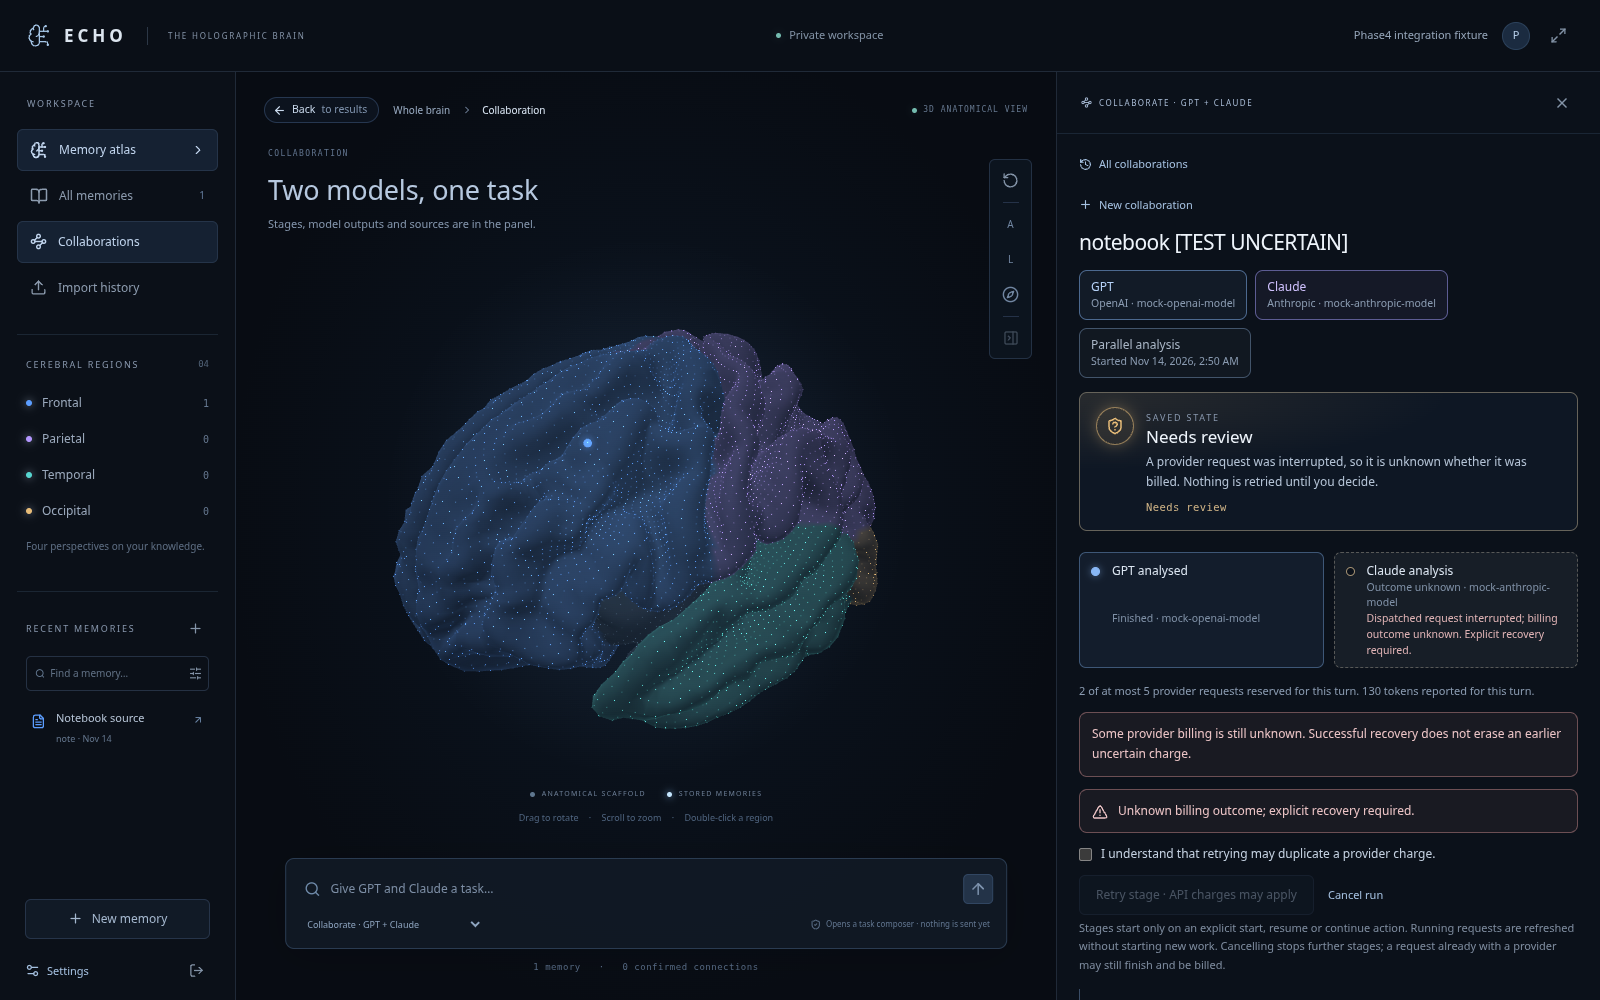 ECHO
THE HOLOGRAPHIC BRAIN
Private workspace
Phase4 integration fixture
P
WORKSPACE
Memory atlas
All memories 1
Collaborations
Import history
CEREBRAL REGIONS 04
Frontal 1
Parietal 0
Temporal 0
Occipital 0
Four perspectives on your knowledge.
RECENT MEMORIES
Find a memory...
Notebook source
note · Nov 14
New memory
Settings
Back to results
Whole brain
Collaboration
3D ANATOMICAL VIEW
COLLABORATION
Two models, one task
Stages, model outputs and sources are in the panel.
A
L
ANATOMICAL SCAFFOLD
STORED MEMORIES
Drag to rotate · Scroll to zoom · Double-click a region
Give GPT and Claude a task...
Collaborate · GPT + Claude
Opens a task composer · nothing is sent yet
1 memory · 0 confirmed connections
COLLABORATE · GPT + CLAUDE
All collaborations
New collaboration
notebook [TEST UNCERTAIN]
GPT
OpenAI · mock-openai-model
Claude
Anthropic · mock-anthropic-model
Parallel analysis
Started Nov 14, 2026, 2:50 AM
SAVED STATE
Needs review
A provider request was interrupted, so it is unknown whether it was
billed. Nothing is retried until you decide.
Needs review
GPT analysed
Finished · mock-openai-model
Claude analysis
Outcome unknown · mock-anthropic-
model
Dispatched request interrupted; billing
outcome unknown. Explicit recovery
required.
2 of at most 5 provider requests reserved for this turn. 130 tokens reported for this turn.
Some provider billing is still unknown. Successful recovery does not erase an earlier
uncertain charge.
Unknown billing outcome; explicit recovery required.
I understand that retrying may duplicate a provider charge.
Retry stage · API charges may apply
Cancel run
Stages start only on an explicit start, resume or continue action. Running requests are refreshed
without starting new work. Cancelling stops further stages; a request already with a provider
may still finish and be billed.